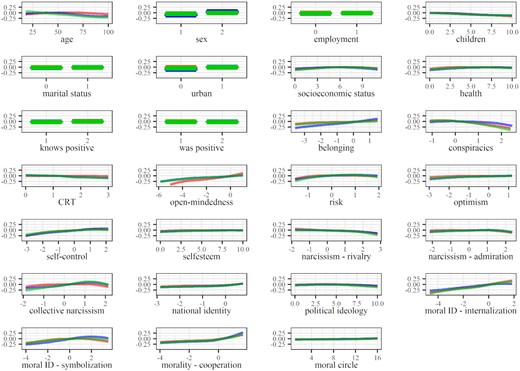 0.25
0.00
-0.25
25 50 75 100
age
0.25
0.00
-0.25
1 2
sex
0.25
0.00
-0.25
0 1
employment
0.25
0.00
-0.25
0.0 2.5 5.0 7.5 10.0
children
0.25
0.00
-0.25
0 1
marital status
0.25
0.00
-0.25
0 1
urban
0.25
0.00
-0.25
0 3 6 9
socioeconomic status
0.25
0.00
-0.25
0.0 2.5 5.0 7.5 10.0
health
0.25
0.00
-0.25
1 2
knows positive
0.25
0.00
-0.25
1 2
was positive
0.25
0.00
-0.25
-3 -2 -1 0 1
belonging
0.25
0.00
-0.25
-1 0 1 2
conspiracies
0.25
0.00
-0.25
0 1 2 3
CRT
0.25
0.00
-0.25
-6 -4 -2 0
open-mindedness
0.25
0.00
-0.25
-2 -1 0 1 2 3
risk
0.25
0.00
-0.25
-3 -2 -1 0 1
optimism
0.25
0.00
-0.25
-3 -2 -1 0 1 2
self-control
0.25
0.00
-0.25
0.0 2.5 5.0 7.5 10.0
selfesteem
0.25
0.00
-0.25
-2 -1 0 1 2 3
narcissism - rivalry
0.25
0.00
-0.25
-2 -1 0 1 2
narcissism - admiration
0.25
0.00
-0.25
-2 -1 0 1 2
collective narcissism
0.25
0.00
-0.25
-3 -2 -1 0
national identity
0.25
0.00
-0.25
0.0 2.5 5.0 7.5 10.0
political ideology
0.25
0.00
-0.25
-4 -2 0 2
moral ID - internalization
0.25
0.00
-0.25
-4 -2 0 2
moral ID - symbolization
0.25
0.00
-0.25
-4 -2 0
morality - cooperation
0.25
0.00
-0.25
4 8 12 16
moral circle